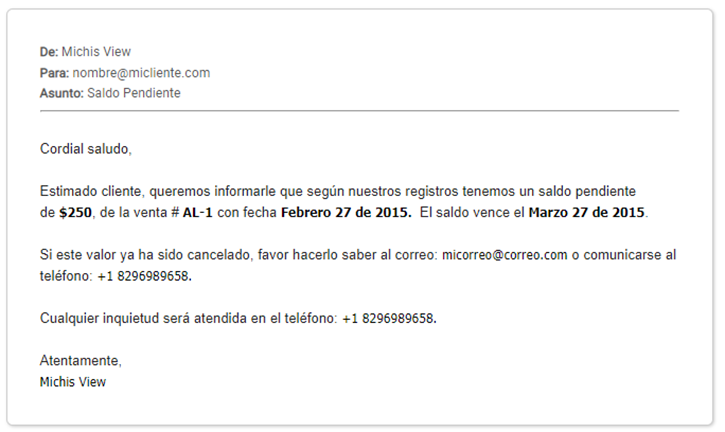 De: Michis View
Para: nombre@micliente.com
Asunto: Saldo Pendiente
Cordial saludo,
Estimado cliente, queremos informarle que según nuestros registros tenemos un saldo pendiente
de $250, de la venta # AL-1 con fecha Febrero 27 de 2015. El saldo vence el Marzo 27 de 2015.
Si este valor ya ha sido cancelado, favor hacerlo saber al correo: micorreo@correo.com o comunicarse al
teléfono: +1 8296989658.
Cualquier inquietud será atendida en el teléfono: +1 8296989658.
Atentamente,
Michis View